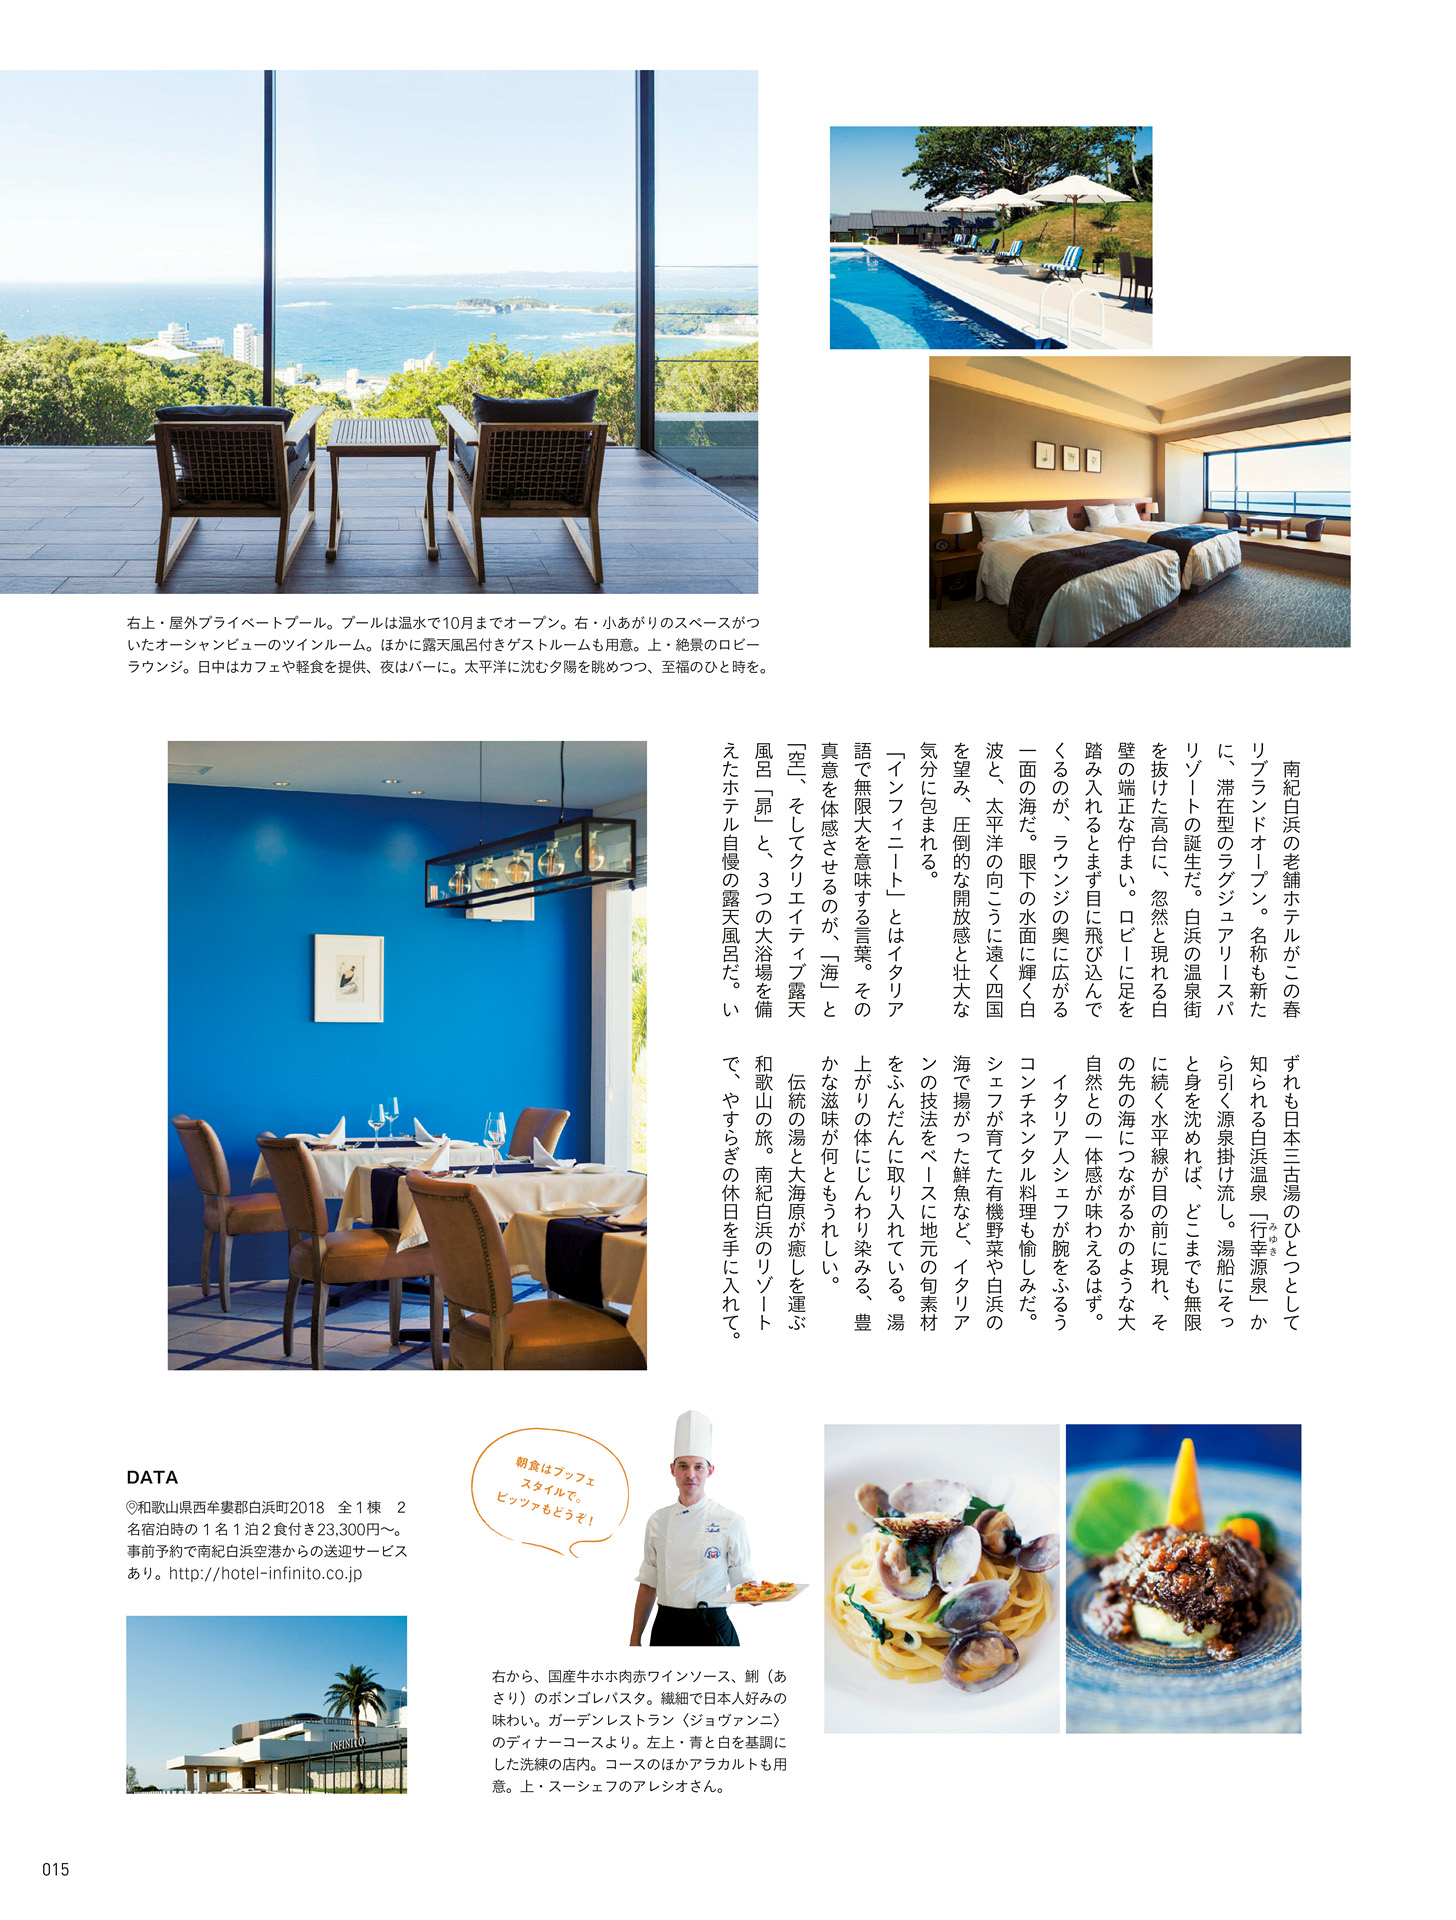 右上・屋外プライベートプール。プールは温水で10月までオープン。右・小あがりのスペースがつ
いたオーシャンビューのツインルーム。ほかに露天風呂付きゲストルームも用意。上・絶景のロビー
ラウンジ。日中はカフェや軽食を提供、夜はバーに。太平洋に沈む夕陽を眺めつつ、至福のひと時を。
南紀白浜の老舗ホテルがこの春
リブランドオープン。名称も新た
に、滞在型のラグジュアリースパ
リゾートの誕生だ。白浜の温泉街
を抜けた高台に、忽然と現れる白
壁の端正な佇まい。ロビーに足を
踏み入れるとまず目に飛び込んで
くるのが、ラウンジの奥に広がる
一面の海だ。眼下の水面に輝く白
波と、太平洋の向こうに遠く四国
を望み、圧倒的な開放感と壮大な
気分に包まれる。
「インフィニート」とはイタリア
語で無限大を意味する言葉。その
真意を体感させるのが、「海」と
「空」、そしてクリエイティブ露天
風呂「昴」と、３つの大浴場を備
えたホテル自慢の露天風呂だ。い
ずれも日本三古湯のひとつとして
知られる白浜温泉「行幸源泉」か
みゆき
ら引く源泉掛け流し。湯船にそっ
と身を沈めれば、どこまでも無限
に続く水平線が目の前に現れ、そ
の先の海につながるかのような大
自然との一体感が味わえるはず。
イタリア人シェフが腕をふるう
コンチネンタル料理も愉しみだ。
シェフが育てた有機野菜や白浜の
海で揚がった鮮魚など、イタリア
ンの技法をベースに地元の旬素材
をふんだんに取り入れている。湯
上がりの体にじんわり染みる、豊
かな滋味が何ともうれしい。
伝統の湯と大海原が癒しを運ぶ
和歌山の旅。南紀白浜のリゾート
で、やすらぎの休日を手に入れて。
DATA
和歌山県西牟婁郡白浜町2018　全１棟　２
名宿泊時の１名１泊２食付き23,300円〜。
事前予約で南紀白浜空港からの送迎サービス
あり。http://hotel-infinito.co.jp
INFINITO
朝食はブッフェ
スタイルで。
ピッツァもどうぞ！
右から、国産牛ホホ肉赤ワインソース、鯏（あ
さり）のボンゴレパスタ。繊細で日本人好みの
味わい。ガーデンレストラン〈ジョヴァンニ〉
のディナーコースより。左上・青と白を基調に
した洗練の店内。コースのほかアラカルトも用
意。上・スーシェフのアレシオさん。
015